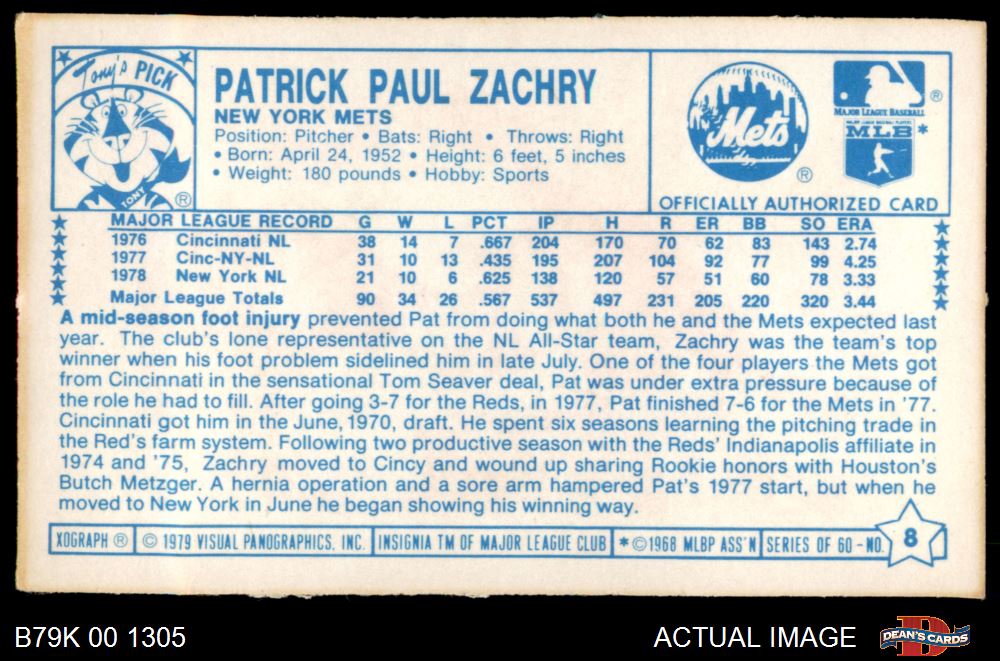 Tony's PICK
TONY
®
PATRICK PAUL ZACHRY
NEW YORK METS
Position: Pitcher • Bats: Right • Throws: Right
• Born: April 24, 1952 • Height: 6 feet, 5 inches
• Weight: 180 pounds • Hobby: Sports
Mets
®
®
MAJOR LEAGUE BASEBALL
MAJOR LEAGUE BASEBALL PLAYERS
MLB*
OFFICIALLY AUTHORIZED CARD
MAJOR LEAGUE RECORD G W L PCT IP H R ER BB SO ERA
1976 Cincinnati NL 38 14 7 .667 204 170 70 62 83 143 2.74
1977 Cinc-NY-NL 31 10 13 .435 195 207 104 92 77 99 4.25
1978 New York NL 21 10 6 .625 138 120 57 51 60 78 3.33
Major League Totals 90 34 26 .567 537 497 231 205 220 320 3.44
A mid-season foot injury prevented Pat from doing what both he and the Mets expected last
year. The club's lone representative on the NL All-Star team, Zachry was the team's top
winner when his foot problem sidelined him in late July. One of the four players the Mets got
from Cincinnati in the sensational Tom Seaver deal, Pat was under extra pressure because of
the role he had to fill. After going 3-7 for the Reds, in 1977, Pat finished 7-6 for the Mets in '77.
Cincinnati got him in the June, 1970, draft. He spent six seasons learning the pitching trade in
the Red's farm system. Following two productive season with the Reds' Indianapolis affiliate in
1974 and '75, Zachry moved to Cincy and wound up sharing Rookie honors with Houston's
Butch Metzger. A hernia operation and a sore arm hampered Pat's 1977 start, but when he
moved to New York in June he began showing his winning way.
XOGRAPH ® © 1979 VISUAL PANOGRAPHICS, INC. INSIGNIA TM OF MAJOR LEAGUE CLUB *©1968 MLBP ASS'N SERIES OF 60 - NO. 8
B79K 00 1305
ACTUAL IMAGE
D
DEAN'S CARDS